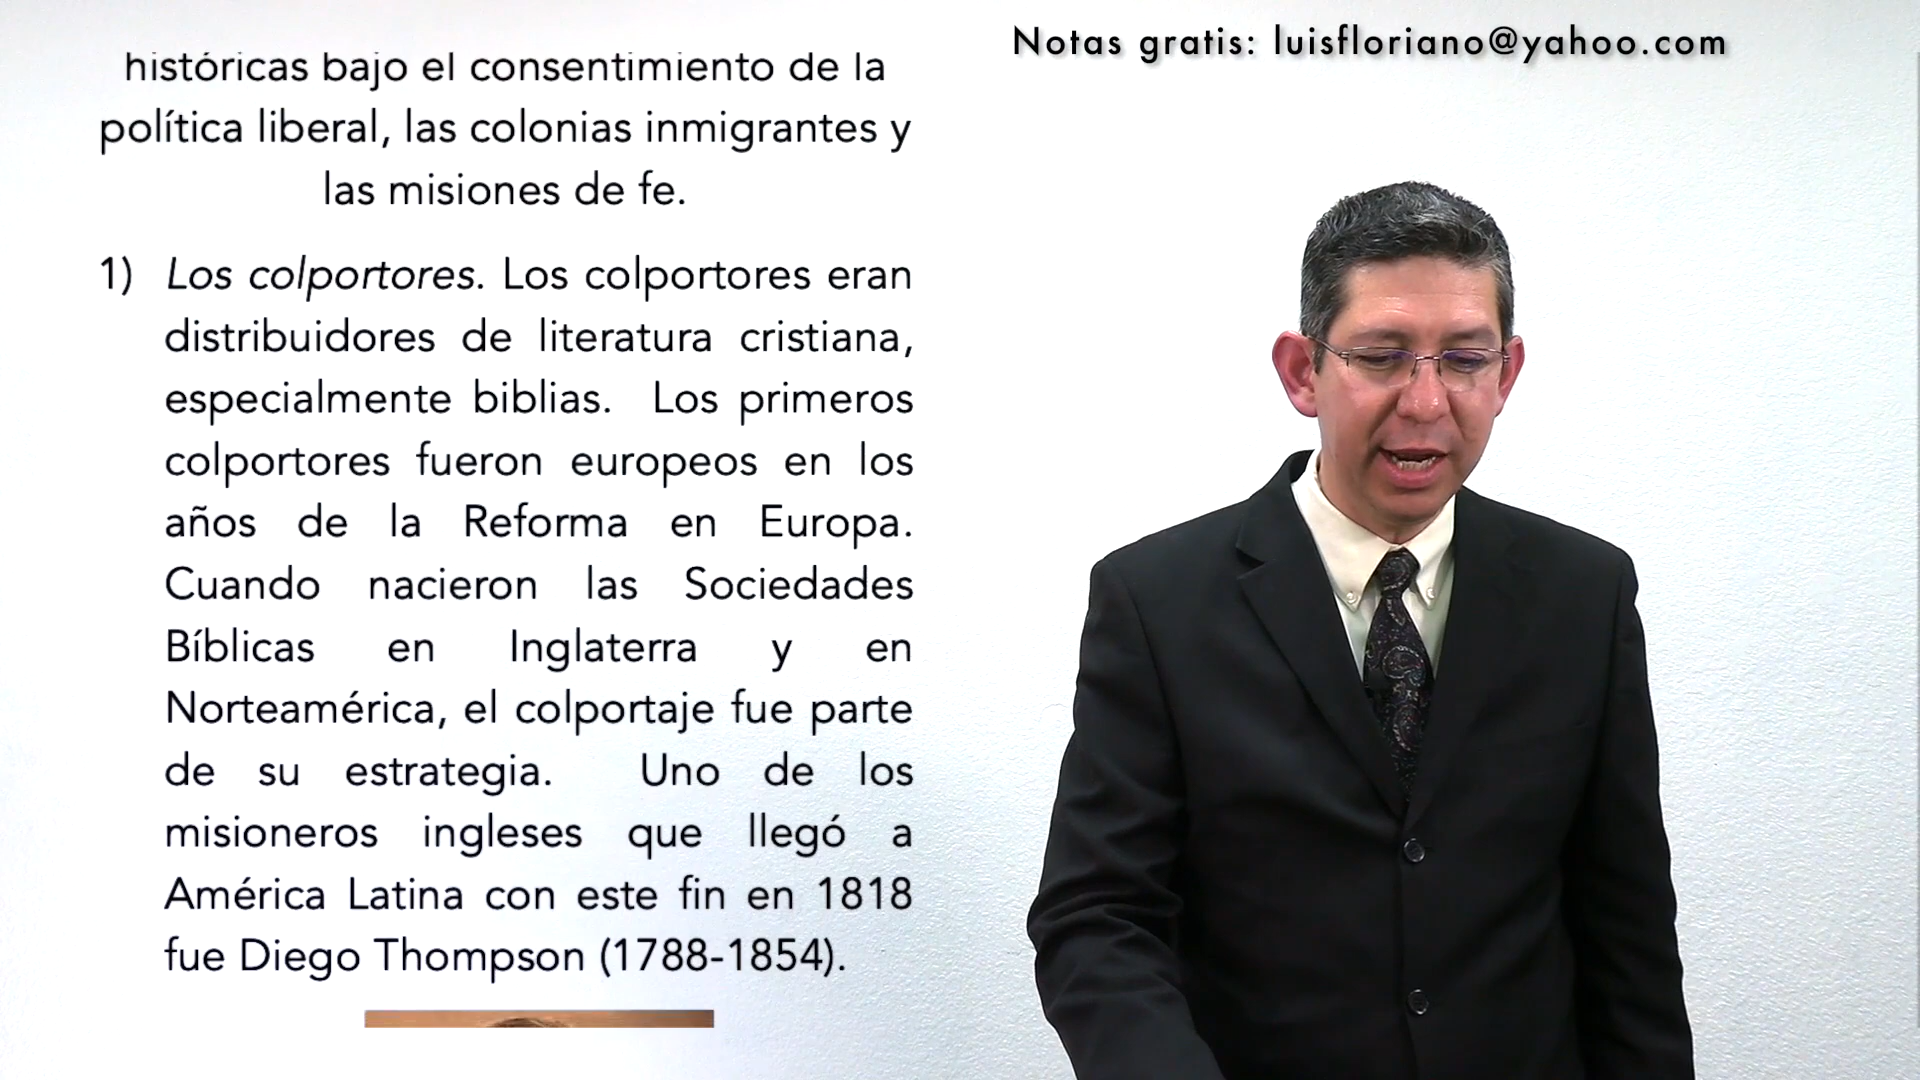 Notas gratis: luisfloriano@yahoo.com
históricas bajo el consentimiento de la
política liberal, las colonias inmigrantes y
las misiones de fe.
1) Los colportores. Los colportores eran
distribuidores de literatura cristiana,
especialmente biblias. Los primeros
colportores fueron europeos en los
años de la Reforma en Europa.
Cuando nacieron las Sociedades
Bíblicas en Inglaterra y en
Norteamérica, el colportaje fue parte
de su estrategia. Uno de los
misioneros ingleses que llegó a
América Latina con este fin en 1818
fue Diego Thompson (1788-1854).